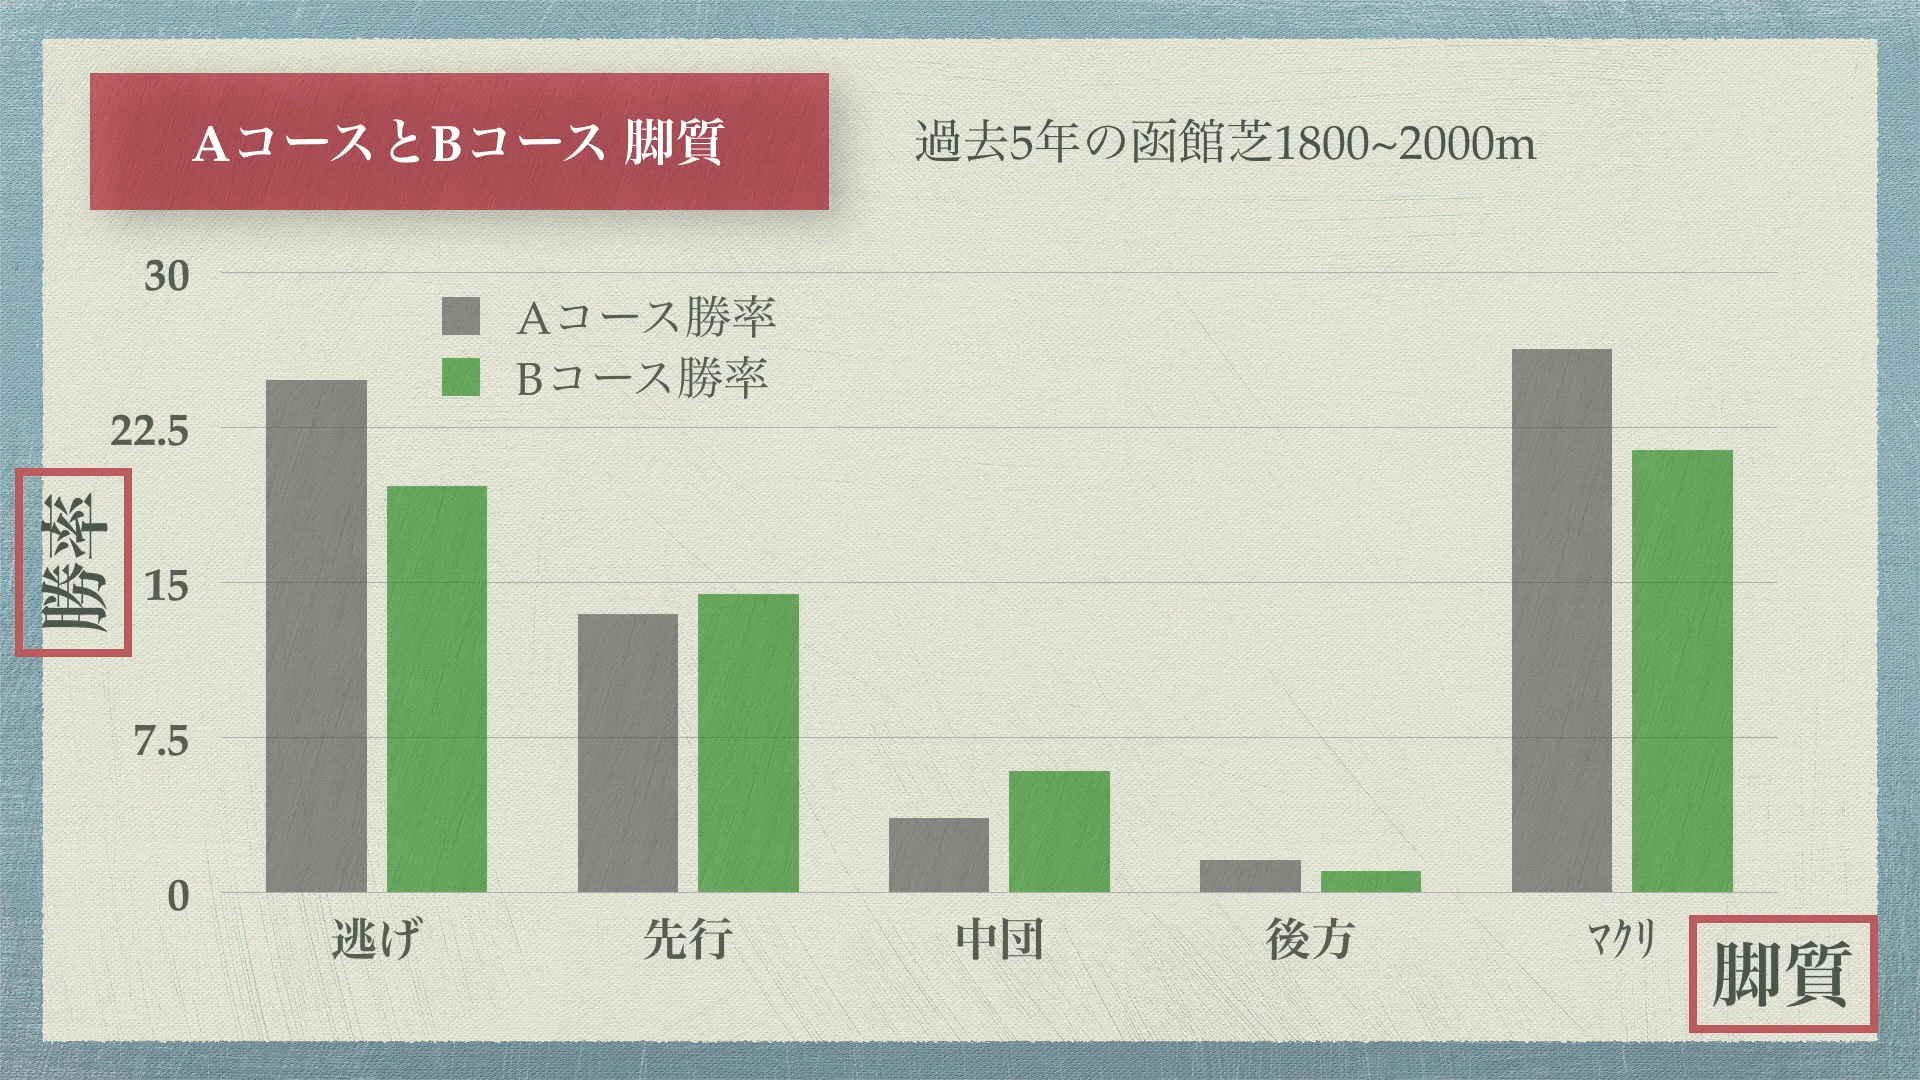 AコースとBコース 脚質
過去5年の函館芝1800~2000m
30
22.5
15
7.5
0
勝率
Aコース勝率
Bコース勝率
逃げ
先行
中団
後方
ﾏｸﾘ
脚質